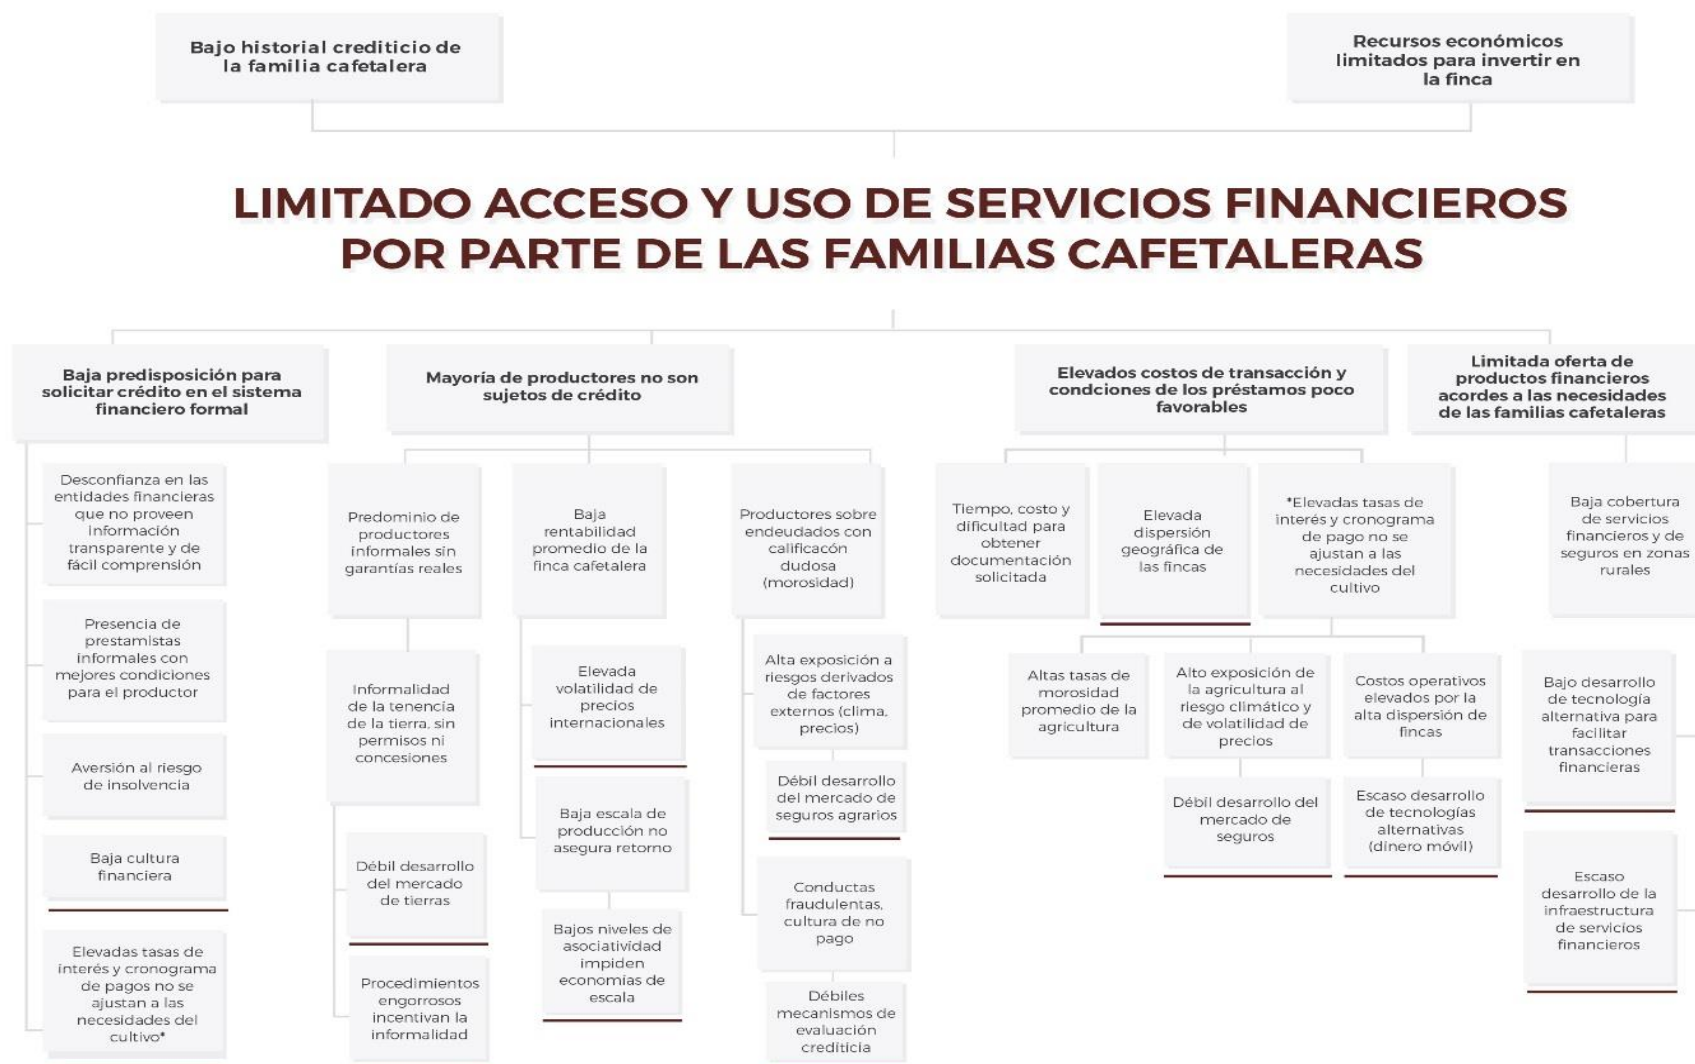 Bajo historial crediticio de
la familia cafetalera
Recursos económicos
limitados para invertir en
la finca
LIMITADO ACCESO Y USO DE SERVICIOS FINANCIEROS
POR PARTE DE LAS FAMILIAS CAFETALERAS
Baja predisposición para
solicitar crédito en el sistema
financiero formal
Desconfianza en las
entidades financieras
que no proveen
información
transparente y de
fácil comprensión
Presencia de
prestamistas
informales con
mejores condiciones
para el productor
Aversión al riesgo
de insolvencia
Baja cultura
financiera
Elevadas tasas de
interés y cronograma
de pagos no se
ajustan a las
necesidades del
cultivo*
Mayoría de productores no son
sujetos de crédito
Predominio de
productores
informales sin
garantías reales
Informalidad
de la tenencia
de la tierra, sin
permisos ni
concesiones
Débil desarrollo
del mercado
de tierras
Procedimientos
engorrosos
incentivan la
informalidad
Baja
rentabilidad
promedio de la
finca cafetalera
Elevada
volatilidad de
precios
internacionales
Baja escala de
producción no
asegura retorno
Bajos niveles de
asociatividad
impiden
economías de
escala
Productores sobre
endeudados con
calificacón
dudosa
(morosidad)
Alta exposición a
riesgos derivados
de factores
externos (clima,
precios)
Débil desarrollo
del mercado de
seguros agrarios
Conductas
fraudulentas,
cultura de no
pago
Débiles
mecanismos de
evaluación
crediticia
Elevados costos de transacción y
condciones de los préstamos poco
favorables
Tiempo, costo y
dificultad para
obtener
documentación
solicitada
Elevada
dispersión
geográfica de
las fincas
*Elevadas tasas de
interés y cronograma
de pago no se
ajustan a las
necesidades del
cultivo
Altas tasas de
morosidad
promedio de la
agricultura
Alto exposición de
la agricultura al
riesgo climático y
de volatilidad de
precios
Débil desarrollo del
mercado de
seguros
Costos operativos
elevados por la
alta dispersión de
fincas
Escaso desarrollo
de tecnologías
alternativas
(dinero móvil)
Limitada oferta de
productos financieros
acordes a las necesidades
de las familias cafetaleras
Baja cobertura
de servicios
financieros y de
seguros en zonas
rurales
Bajo desarrollo
de tecnología
alternativa para
facilitar
transacciones
financieras
Escaso
desarrollo de la
infraestructura
de servicios
financieros